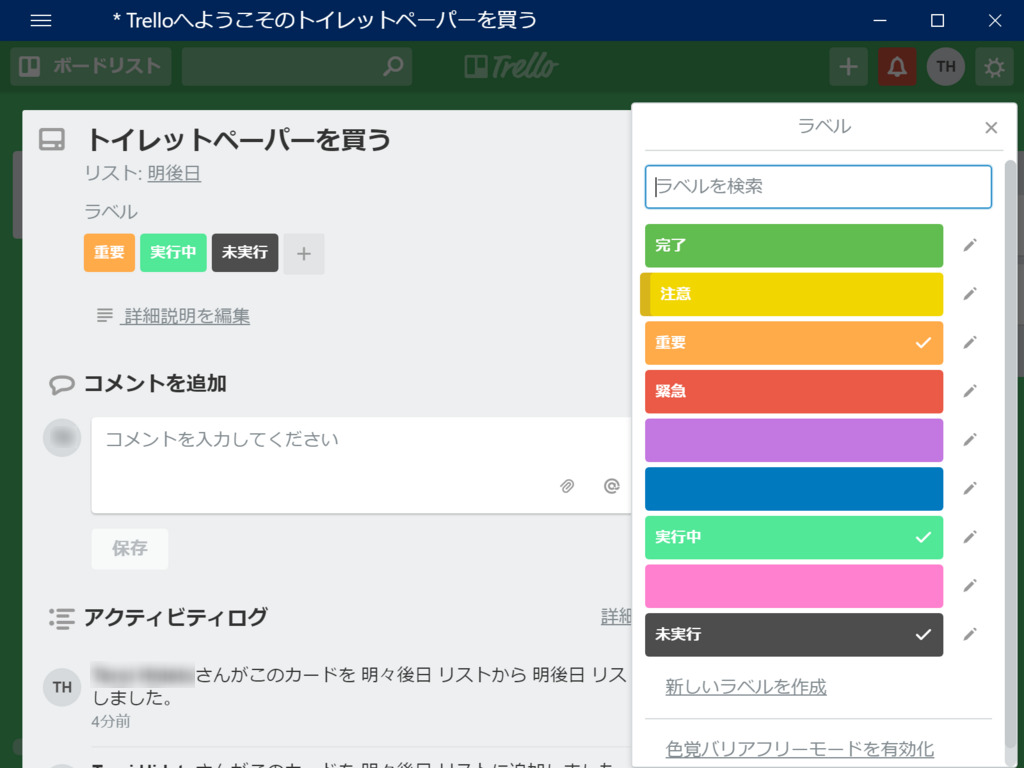 * Trelloへようこそのトイレットペーパーを買う
ボードリスト
Trello
TH
トイレットペーパーを買う
リスト: 明後日
ラベル
重要 実行中 未実行 +
詳細説明を編集
コメントを追加
コメントを入力してください
@
保存
アクティビティログ
詳細
TH
さんがこのカードを 明々後日 リストから 明後日 リス
しました。
4分前
さんがこのカードを 明々後日 リストに追加しました
ラベル
ラベルを検索
完了
注意
重要
緊急
実行中
未実行
新しいラベルを作成
色覚バリアフリーモードを有効化